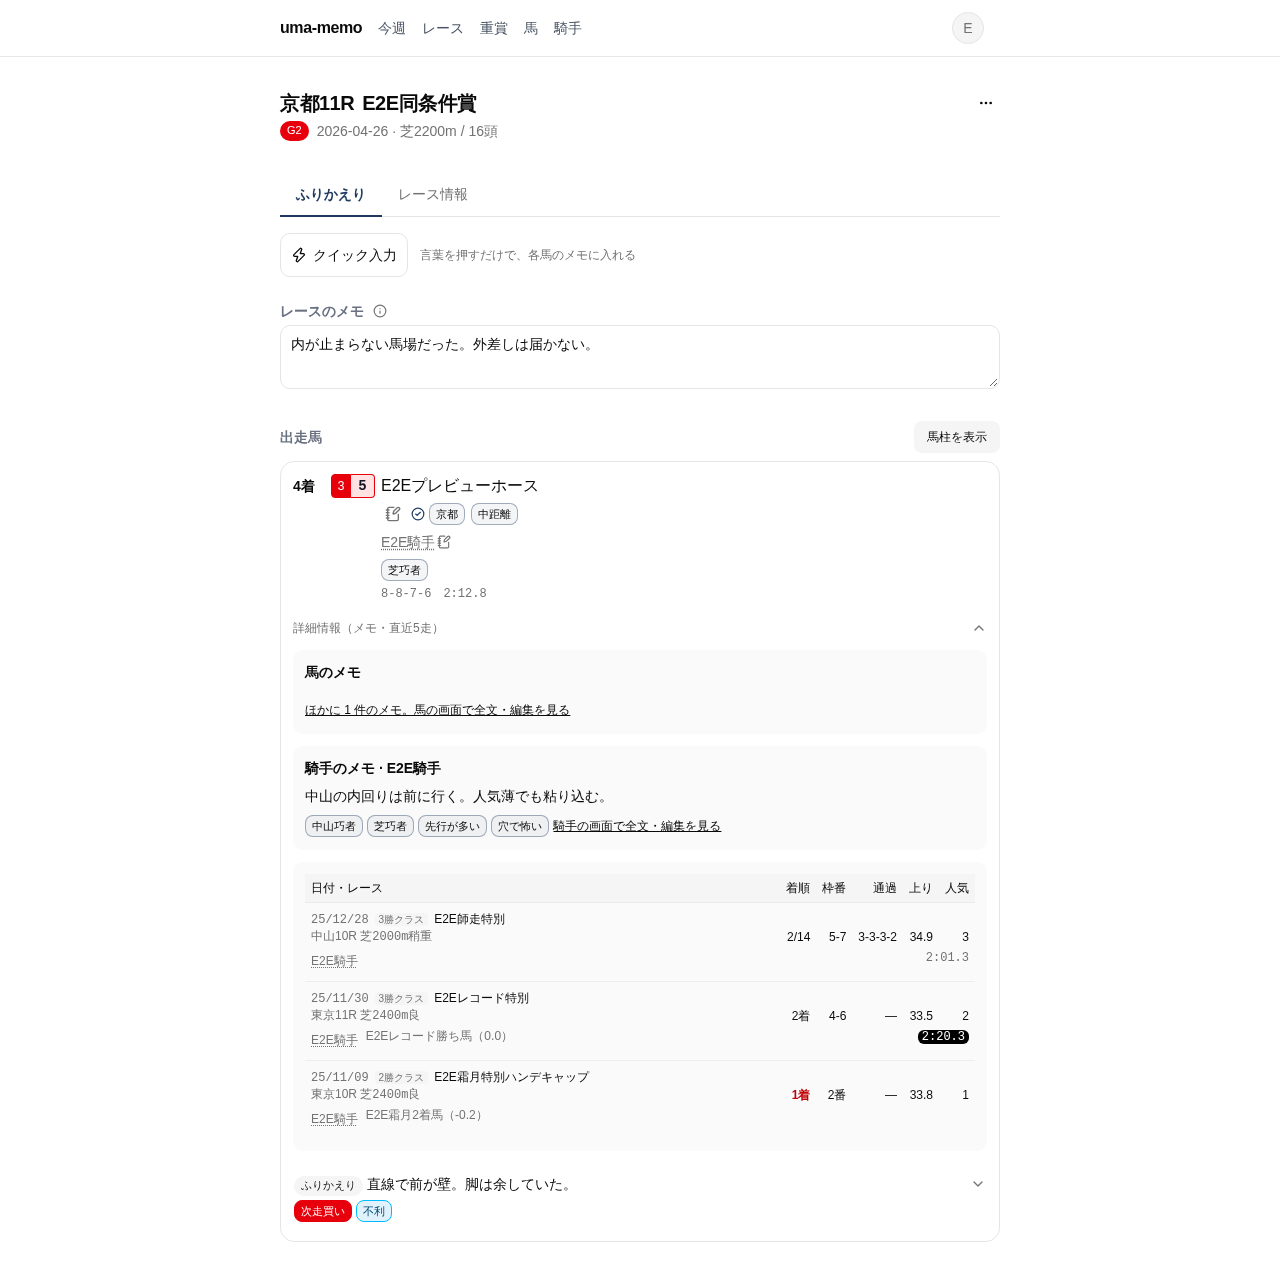 uma-memo 今週 レース 重賞 馬 騎手 E
京都11R E2E同条件賞
G2 2026-04-26 · 芝2200m / 16頭
ふりかえり レース情報
クイック入力 言葉を押すだけで、各馬のメモに入れる
レースのメモ
内が止まらない馬場だった。外差しは届かない。
出走馬 馬柱を表示
4着 3 5 E2Eプレビューホース
京都 中距離
E2E騎手
芝巧者
8-8-7-6 2:12.8
詳細情報（メモ・直近5走）
馬のメモ
ほかに 1 件のメモ。馬の画面で全文・編集を見る
騎手のメモ · E2E騎手
中山の内回りは前に行く。人気薄でも粘り込む。
中山巧者 芝巧者 先行が多い 穴で怖い 騎手の画面で全文・編集を見る
日付・レース 着順 枠番 通過 上り 人気
25/12/28 3勝クラス E2E師走特別
中山10R 芝2000m稍重 2/14 5-7 3-3-3-2 34.9 3
E2E騎手 2:01.3
25/11/30 3勝クラス E2Eレコード特別
東京11R 芝2400m良 2着 4-6 — 33.5 2
E2E騎手 E2Eレコード勝ち馬（0.0） 2:20.3
25/11/09 2勝クラス E2E霜月特別ハンデキャップ
東京10R 芝2400m良 1着 2番 — 33.8 1
E2E騎手 E2E霜月2着馬（-0.2）
ふりかえり 直線で前が壁。脚は余していた。
次走買い 不利